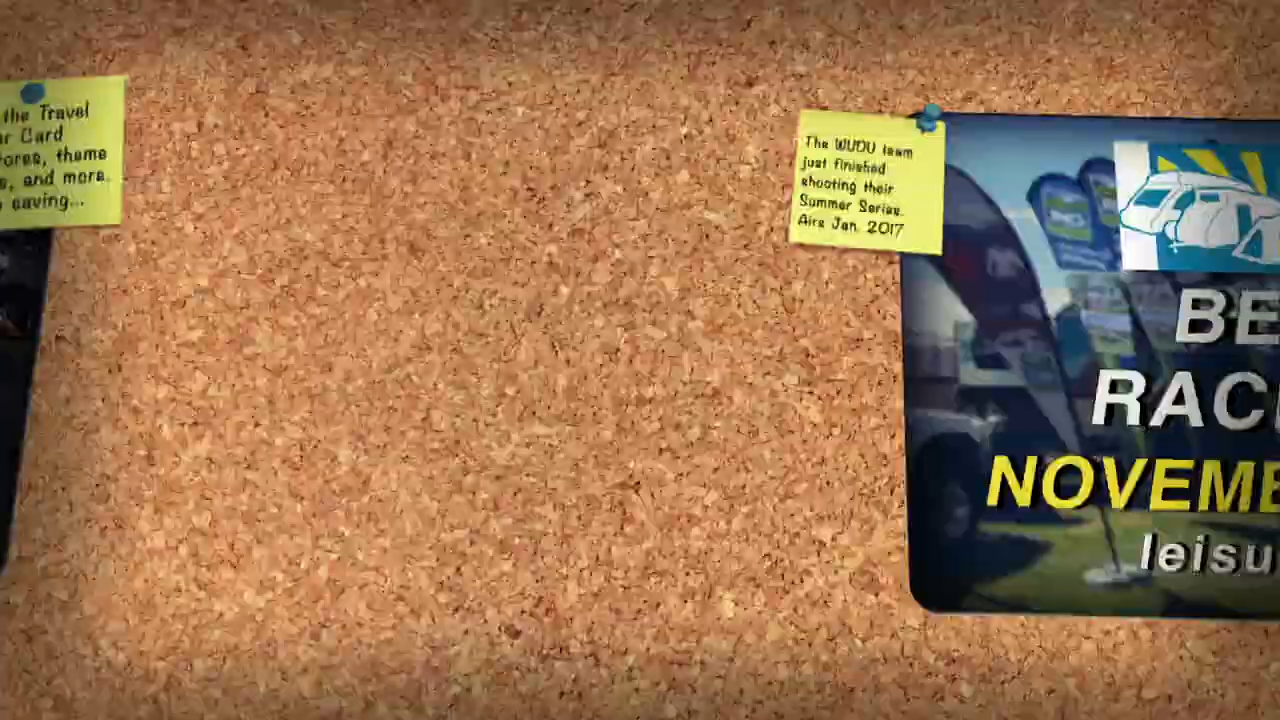 the Travel
Card
, theme
, and more.
saving...
The WUDU team
just finished
shooting their
Summer Series.
Airs Jan. 2017
BE
RAC
NOVEMB
leisu